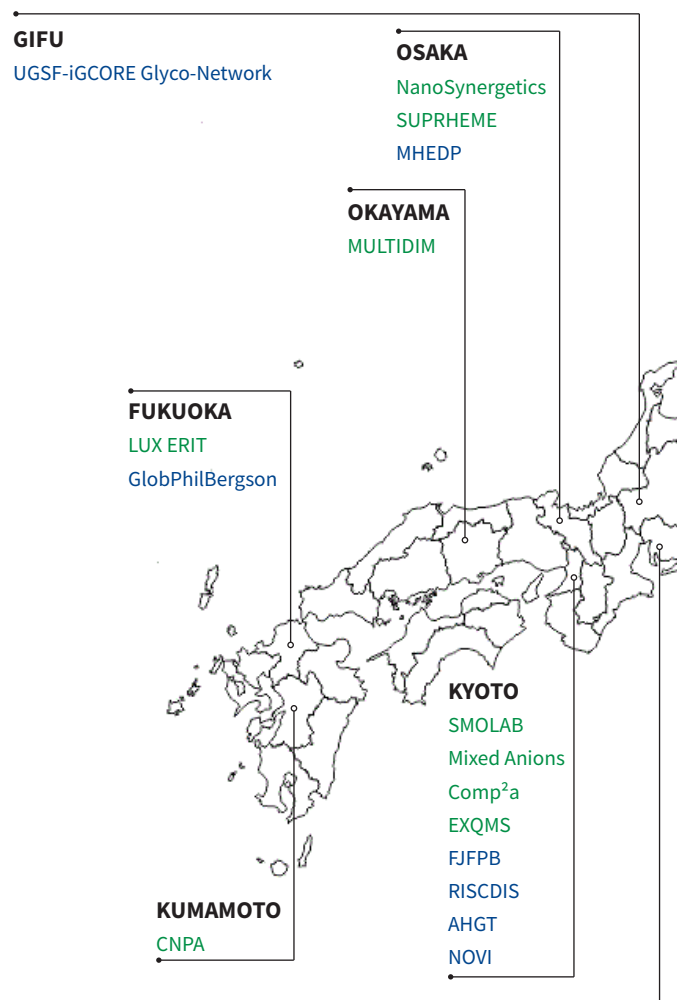 GIFU
UGSF-iGCORE Glyco-Network
OSAKA
NanoSynergetics
SUPRHEME
MHEDP
OKAYAMA
MULTIDIM
FUKUOKA
LUX ERIT
GlobPhilBergson
KYOTO
SMOLAB
Mixed Anions
Comp²a
EXQMS
FJFPB
RISCDIS
AHGT
NOVI
KUMAMOTO
CNPA